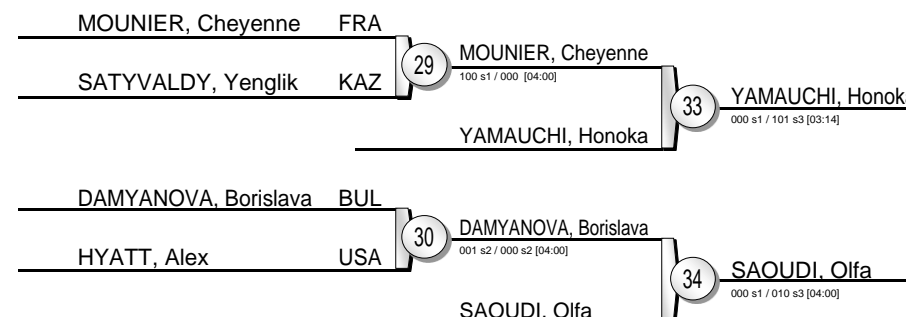 MOUNIER, Cheyenne FRA
SATYVALDY, Yenglik KAZ
29
MOUNIER, Cheyenne
100 s1 / 000 [04:00]
YAMAUCHI, Honoka
33
YAMAUCHI, Honoka
000 s1 / 101 s3 [03:14]
DAMYANOVA, Borislava BUL
HYATT, Alex USA
30
DAMYANOVA, Borislava
001 s2 / 000 s2 [04:00]
SAOUDI, Olfa
34
SAOUDI, Olfa
000 s1 / 010 s3 [04:00]